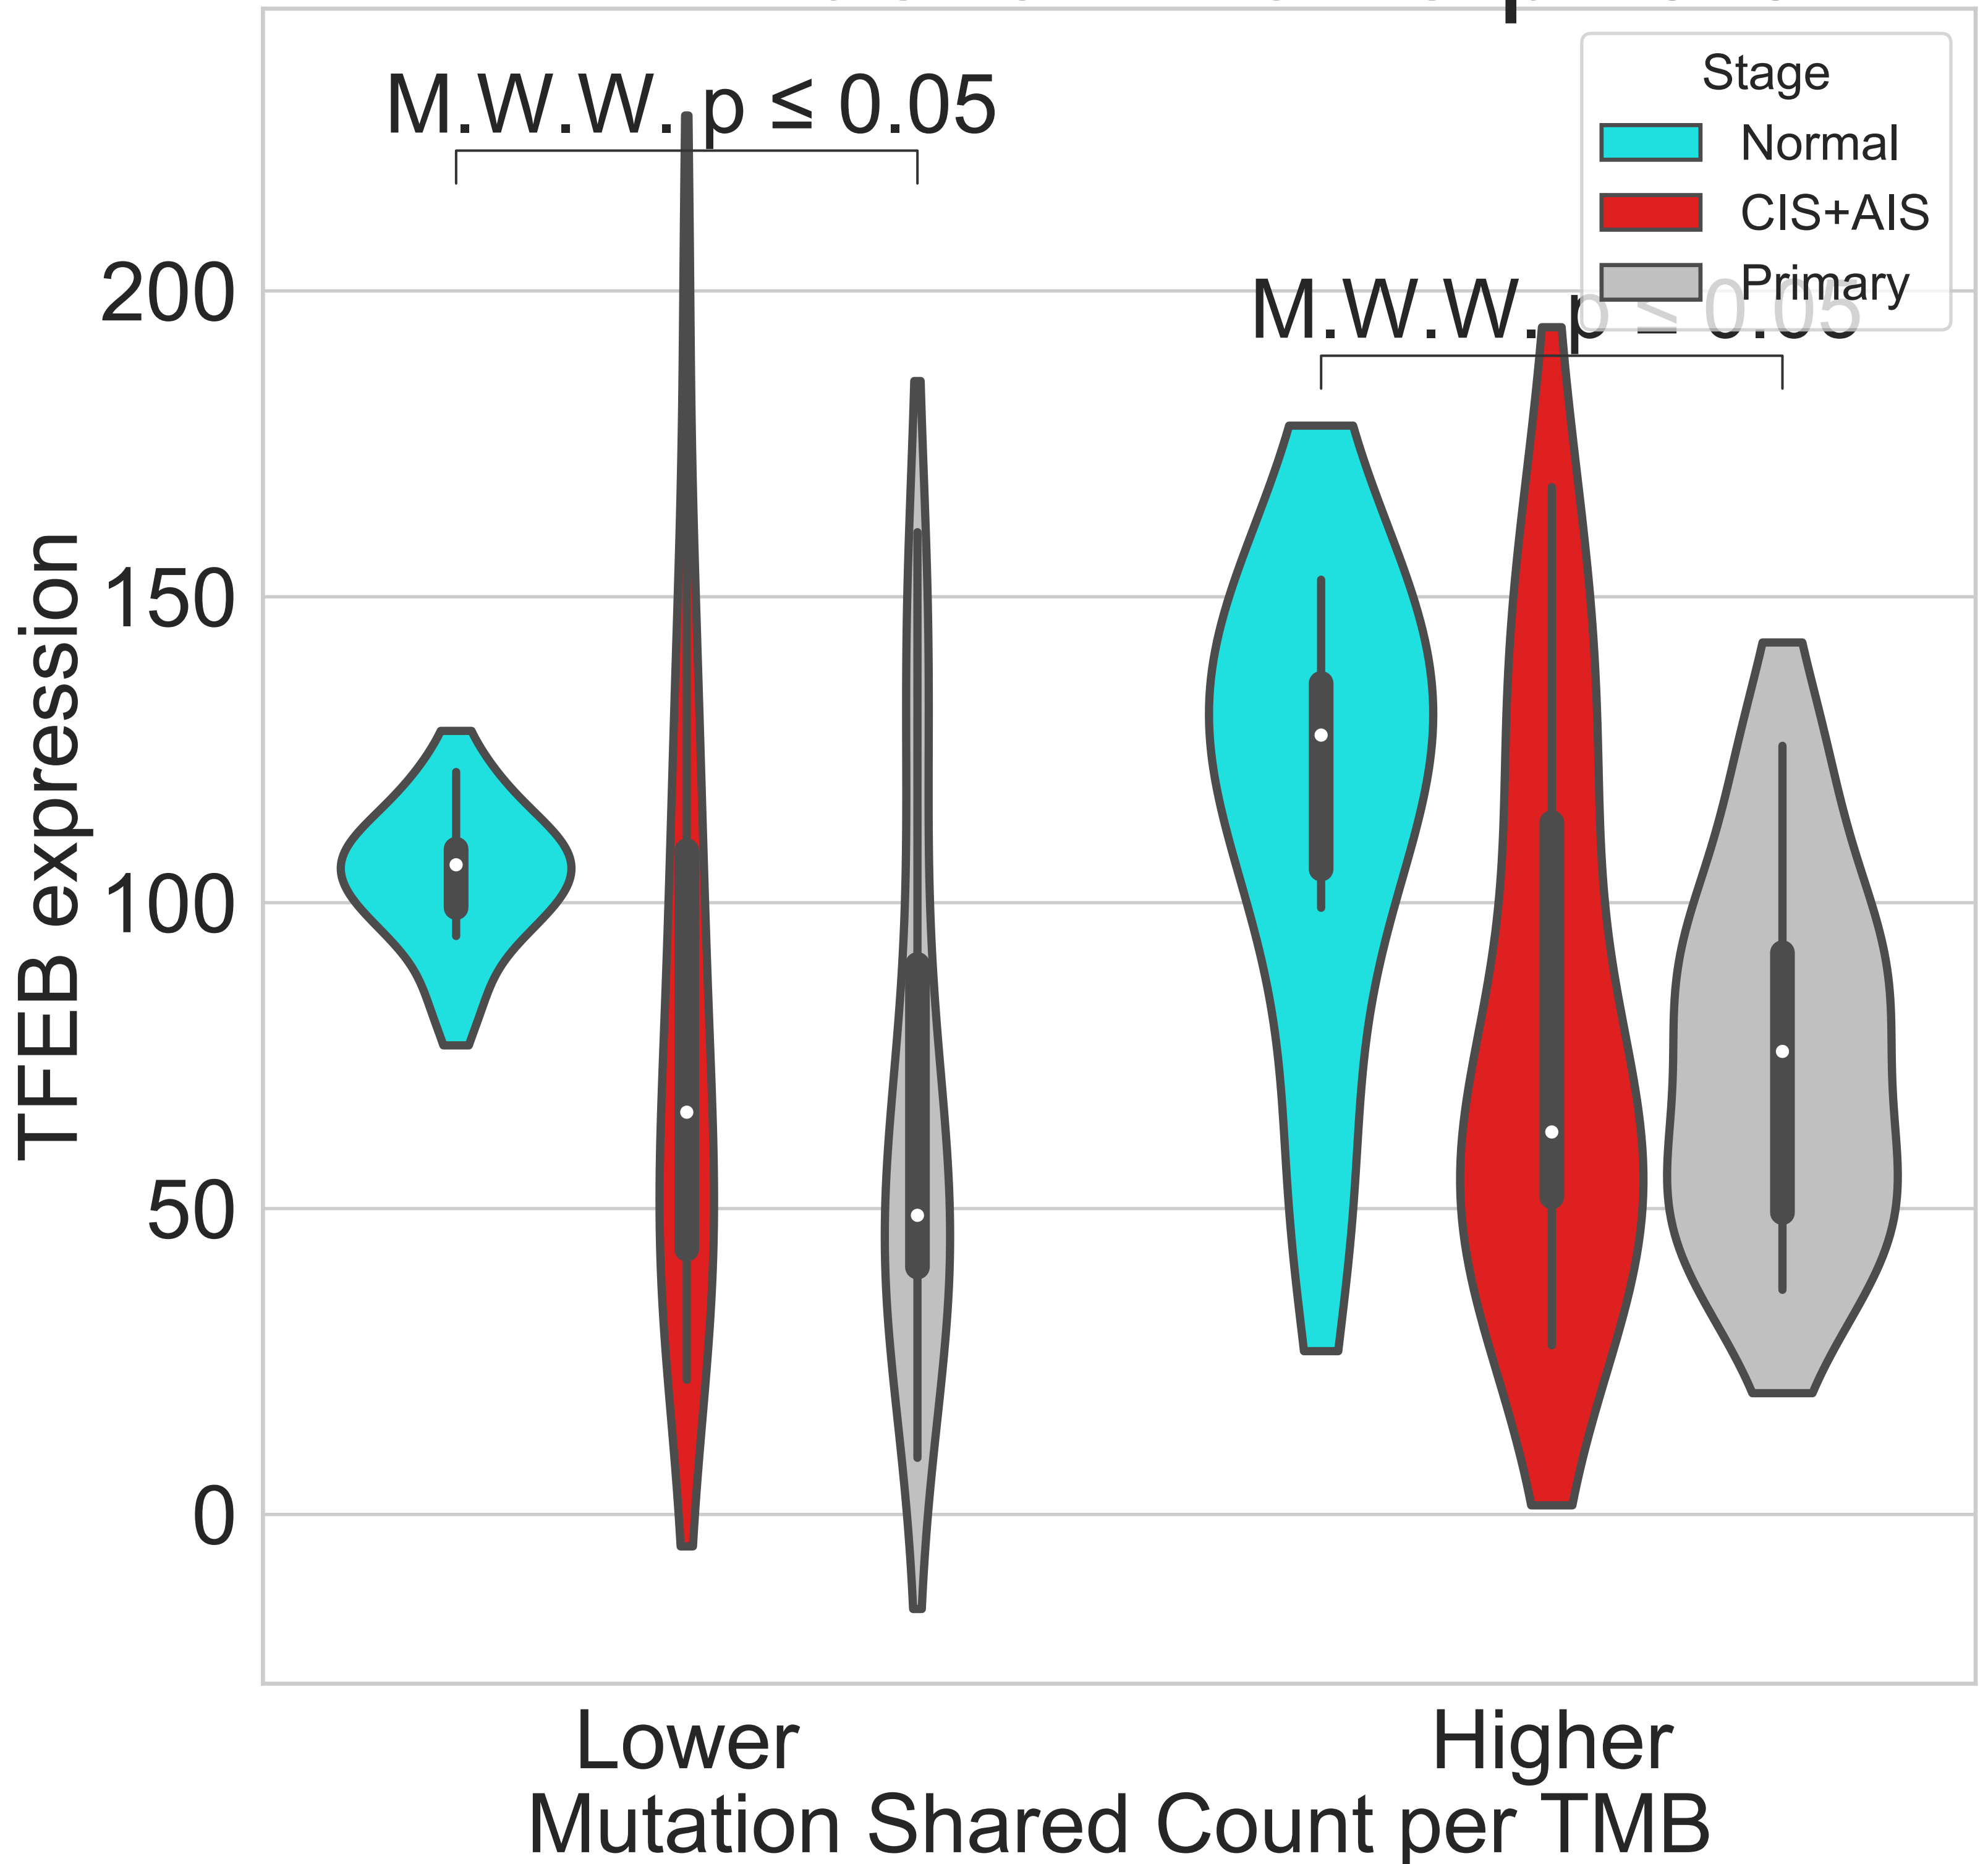 M.W.W. p ≤ 0.05
Stage
Normal
CIS+AIS
Primary
M.W.W. p ≤ 0.05
200
150
100
50
0
TFEB expression
Lower
Higher
Mutation Shared Count per TMB